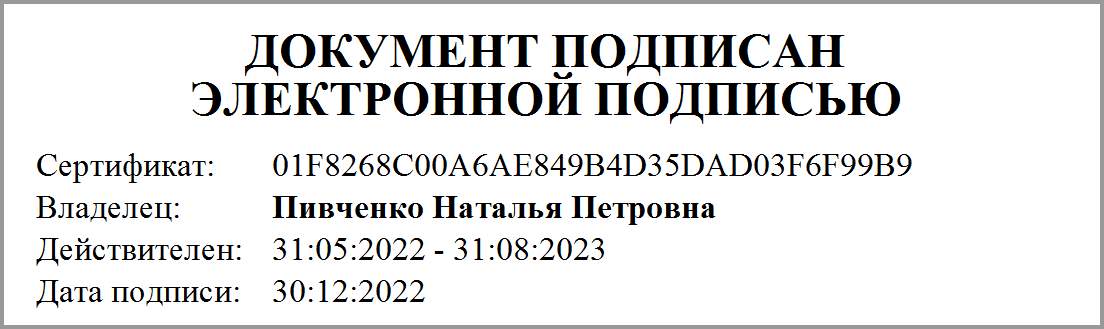 ДОКУМЕНТ ПОДПИСАН
ЭЛЕКТРОННОЙ ПОДПИСЬЮ
Сертификат: 01F8268C00A6AE849B4D35DAD03F6F99B9
Владелец: Пивченко Наталья Петровна
Действителен: 31:05:2022 - 31:08:2023
Дата подписи: 30:12:2022